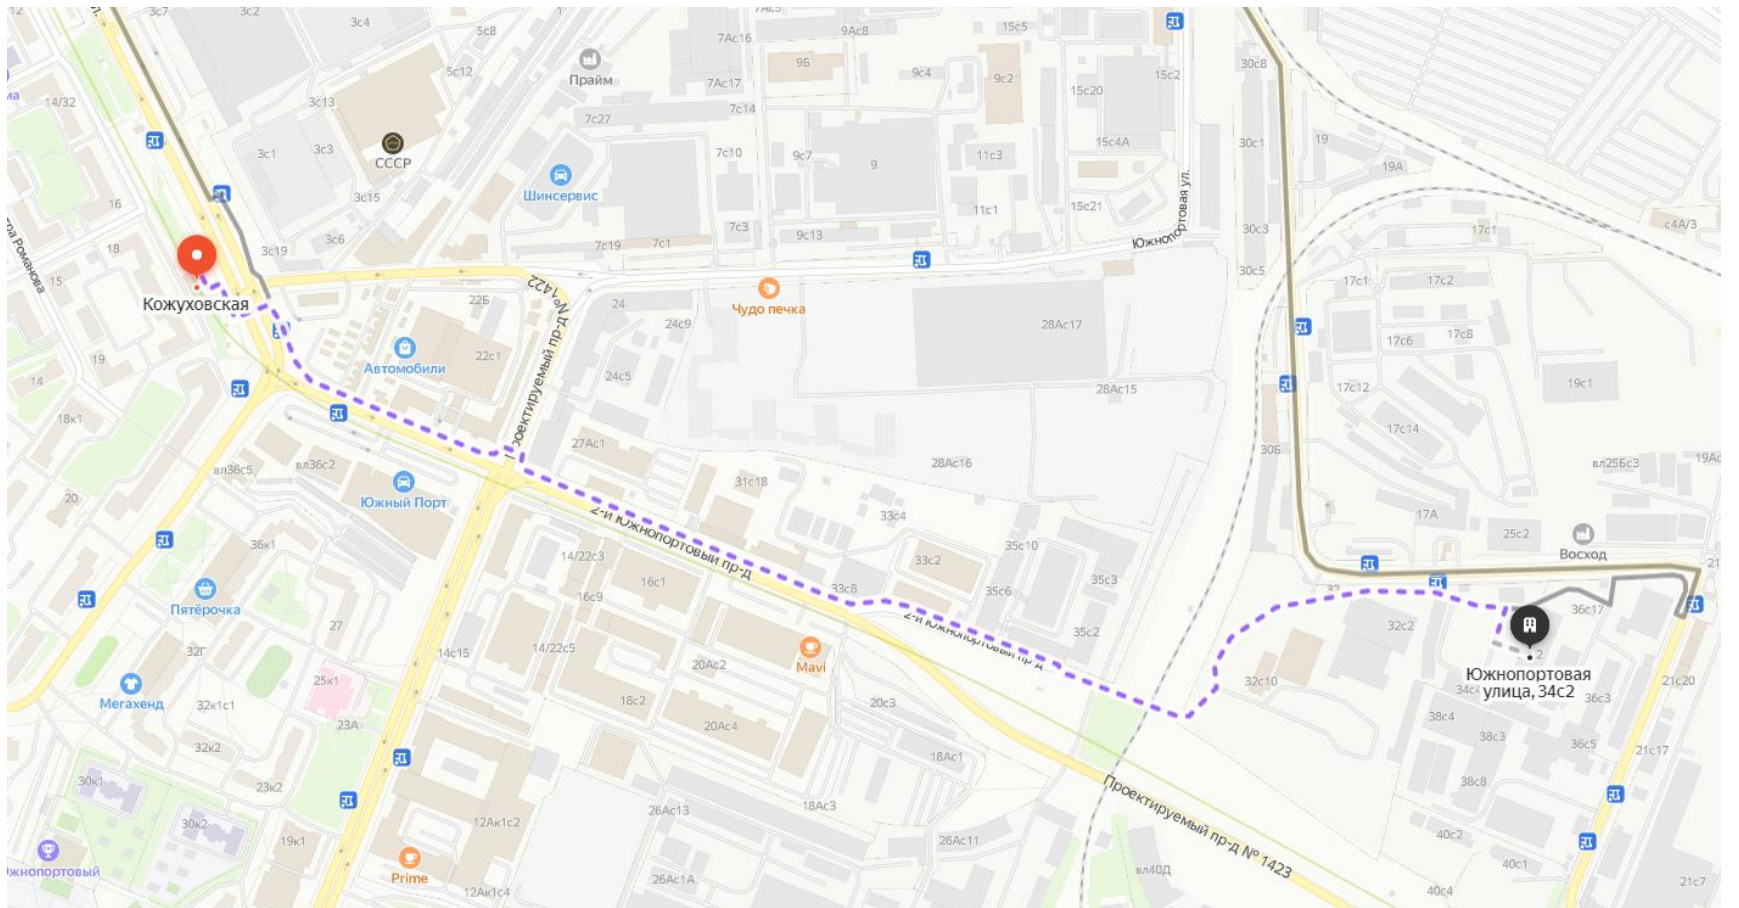 12
3с7
3с2
3с4
5с8
1
7Ас5
9Ас8
15с5
7Ас16
5с12
Прайм
7Ас17
9Б
9с4
9с2
15с2
30с8
14/32
3с13
7с27
7с14
15с20
СССР
3с1
3с3
7с10
9с7
9
11с3
15с4А
30с1
19
19А
Шинсервис
16
3с15
11с1
15с21
Южнопортовая ул.
с4А/3
18
3с19
3с6
7с19
7с1
7с3
9с13
30с3
17с1
15
Кожуховская
22Б
24
Чудо печка
30с5
17с1
17с2
24с9
28Ас17
17с6
17с8
19
Автомобили
22с1
24с5
28Ас15
17с12
19с1
14
18к1
27Ас1
30Б
17с14
вл36с5
вл36с2
Южный Порт
31с18
28Ас16
вл25Бс3
20
33с4
17А
25с2
Восход
36к1
2-й Южнопортовый пр-д
14/22с3
33с2
35с10
Пятёрочка
16с1
16с9
33с8
35с6
35с3
32
36с17
27
2-й Южнопортовый пр-д
35с2
32с2
32Г
14с15
14/22с5
20Ас2
Mavi
Южнопортовая
улица, 34с2
25к1
32с10
21с20
Мегахенд
32к1с1
23А
18с2
20Ас4
20с3
36с3
38с4
38с3
36с5
21с17
32к2
18Ас1
30к1
23к2
38с8
Проектируемый пр-д № 1423
26Ас13
18Ас3
30к2
12Ак1с2
19к1
26Ас11
40с2
40с1
вл40Д
Prime
26Ас1А
12Ак1с4
40с4
21с7